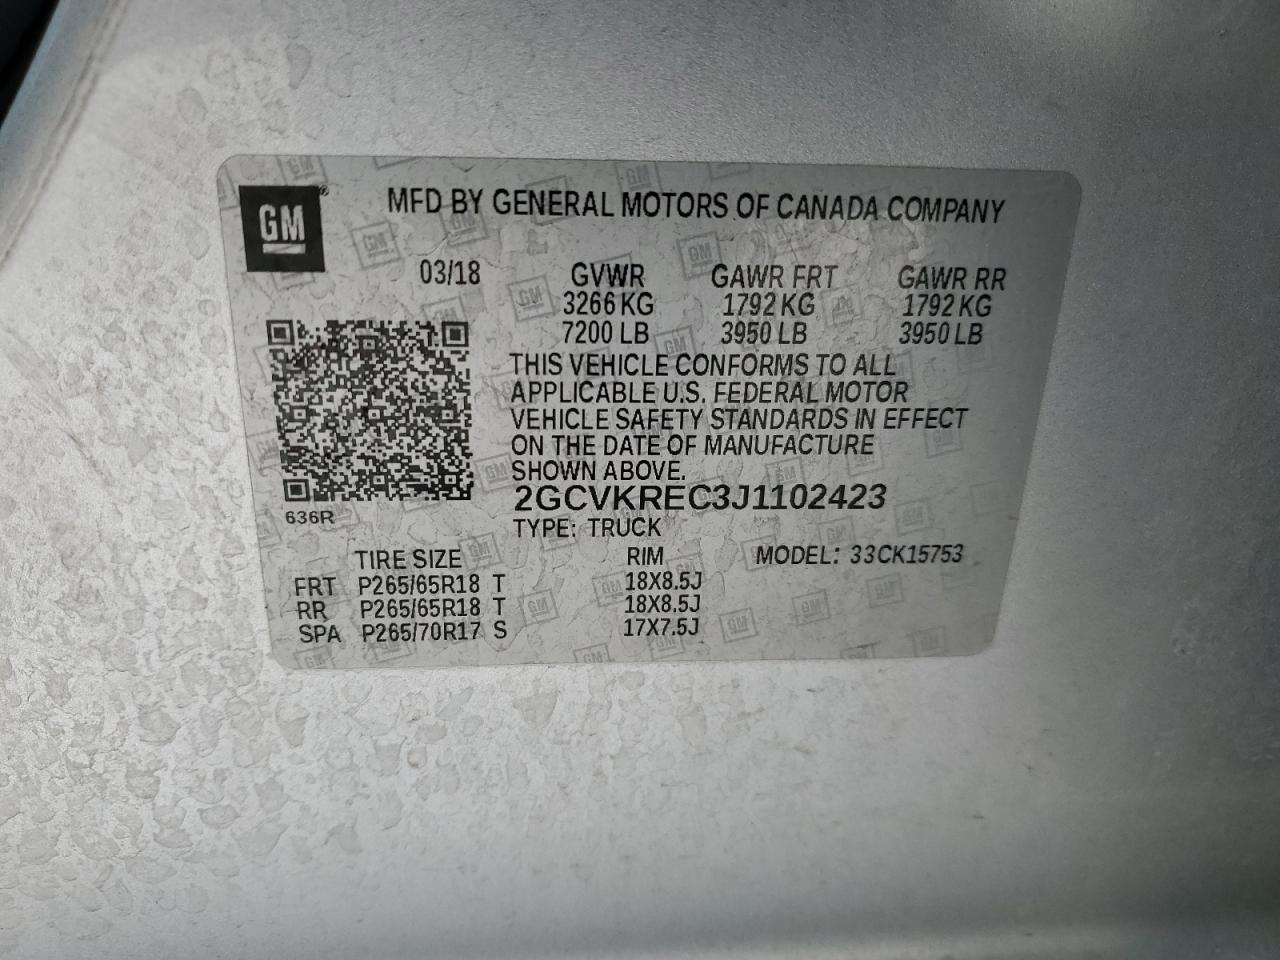 GM®
MFD BY GENERAL MOTORS OF CANADA COMPANY
03/18 GVWR GAWR FRT GAWR RR
3266 KG 1792 KG 1792 KG
7200 LB 3950 LB 3950 LB
THIS VEHICLE CONFORMS TO ALL
APPLICABLE U.S. FEDERAL MOTOR
VEHICLE SAFETY STANDARDS IN EFFECT
ON THE DATE OF MANUFACTURE
SHOWN ABOVE.
2GCVKREC3J1102423
636R
TYPE: TRUCK
TIRE SIZE RIM MODEL: 33CK15753
FRT P265/65R18 T 18X8.5J
RR P265/65R18 T 18X8.5J
SPA P265/70R17 S 17X7.5J